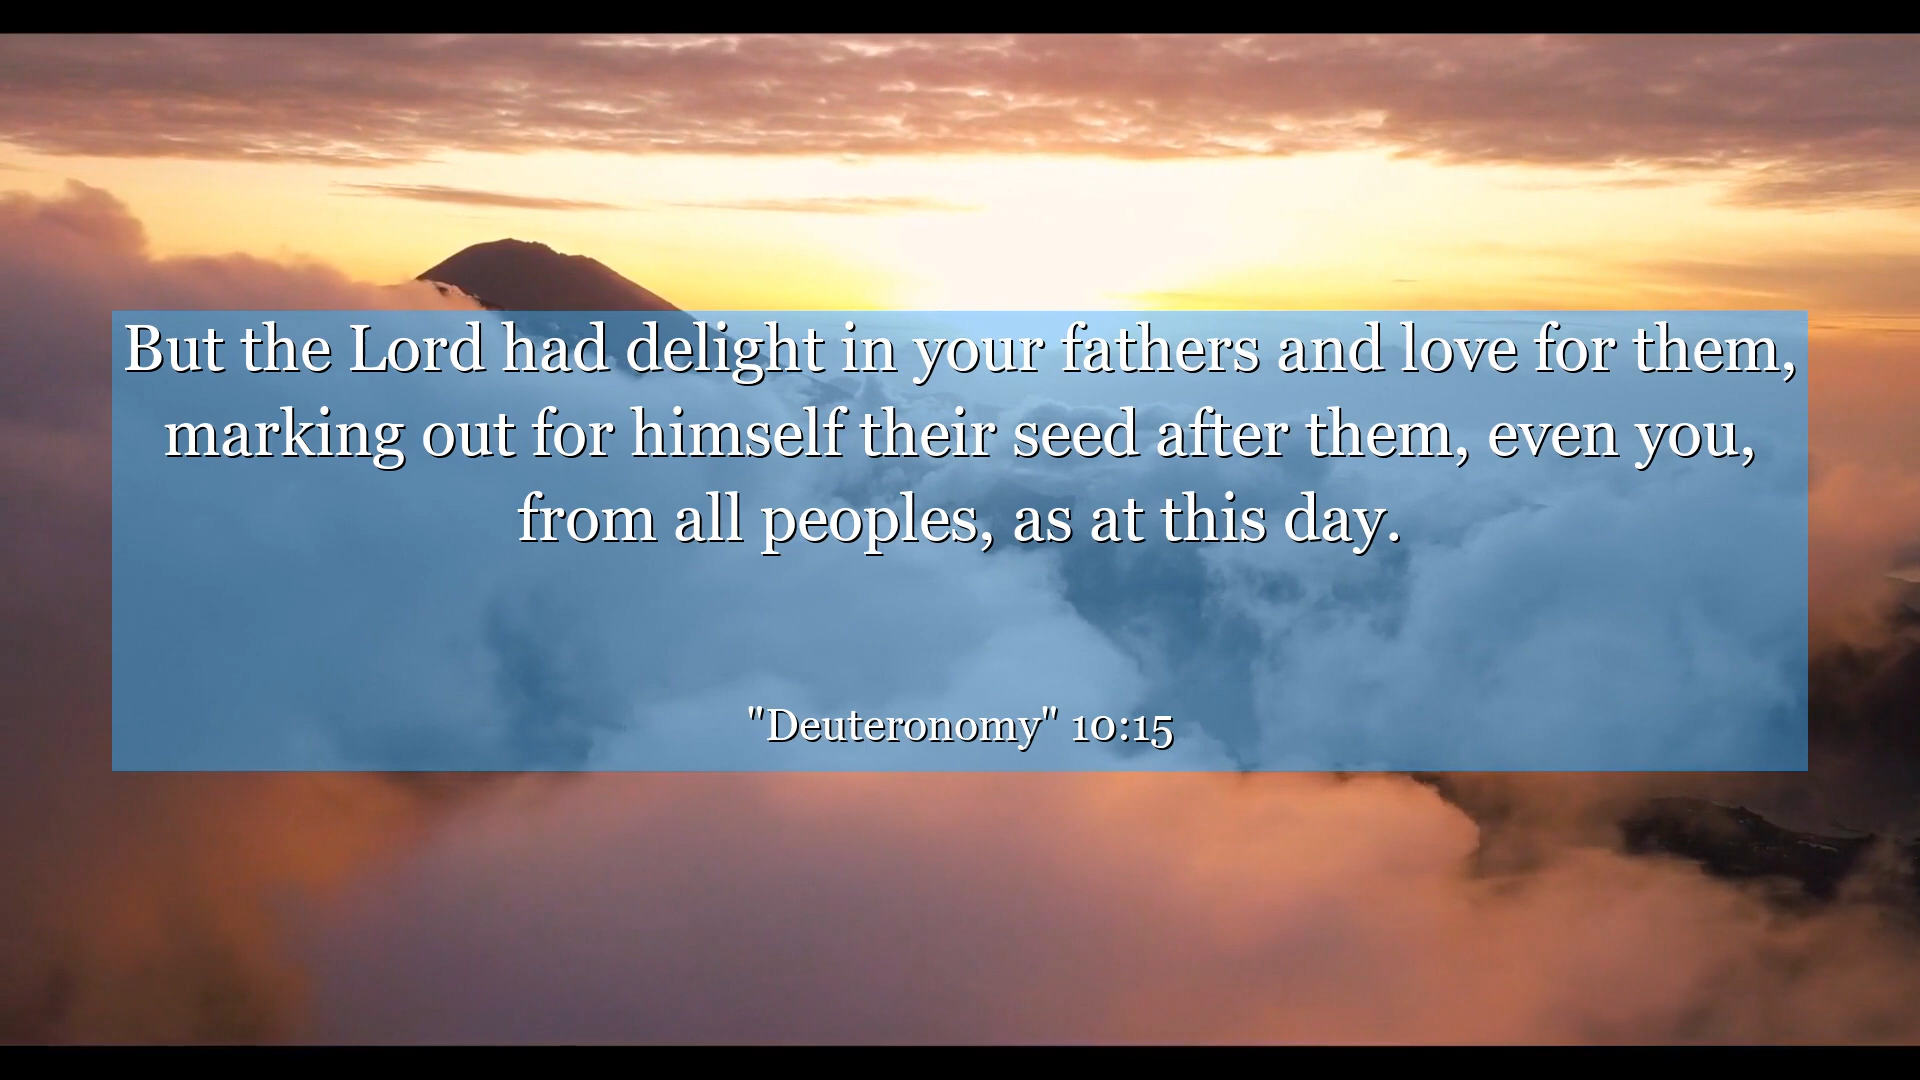 But the Lord had delight in your fathers and love for them,
marking out for himself their seed after them, even you,
from all peoples, as at this day.
"Deuteronomy" 10:15